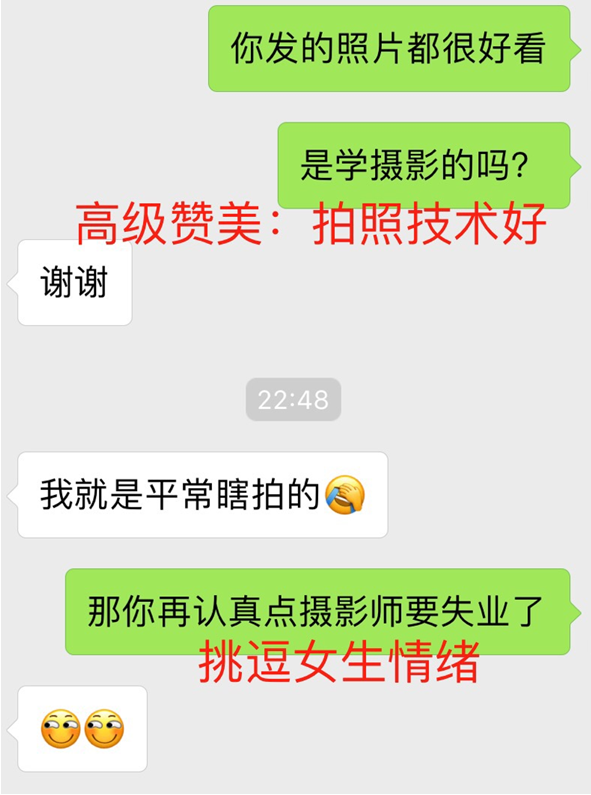 你发的照片都很好看
是学摄影的吗?
高级赞美：拍照技术好
谢谢
22:48
我就是平常瞎拍的🤦
那你再认真点摄影师要失业了
挑逗女生情绪